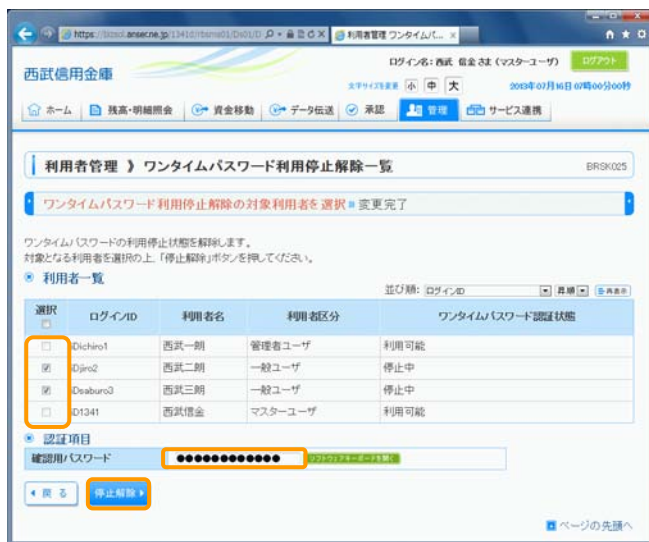 利用者管理 ワンタイムパ... ×
西武信用金庫
ログイン名：西武 信金 さま (マスターユーザ)
ログアウト
文字サイズを変更 小 中 大
2013年07月16日 07時00分00秒
ホーム 残高・明細照会 資金移動 データ伝送 承認 管理 サービス連携
利用者管理 》 ワンタイムパスワード利用停止解除一覧
BRSK025
ワンタイムパスワード利用停止解除の対象利用者を選択 変更完了
ワンタイムパスワードの利用停止状態を解除します。
対象となる利用者を選択の上、「停止解除」ボタンを押してください。
利用者一覧
並び順： ログインID 昇順 再表示
選択 ログインID 利用者名 利用者区分 ワンタイムパスワード認証状態
IDichiro1 西武一朗 管理者ユーザ 利用可能
IDjiro2 西武二朗 一般ユーザ 停止中
IDsaburo3 西武三朗 一般ユーザ 停止中
ID1341 西武信金 マスターユーザ 利用可能
認証項目
確認用パスワード ●●●●●●●●●●●● ソフトウェアキーボードを開く
戻る 停止解除
ページの先頭へ